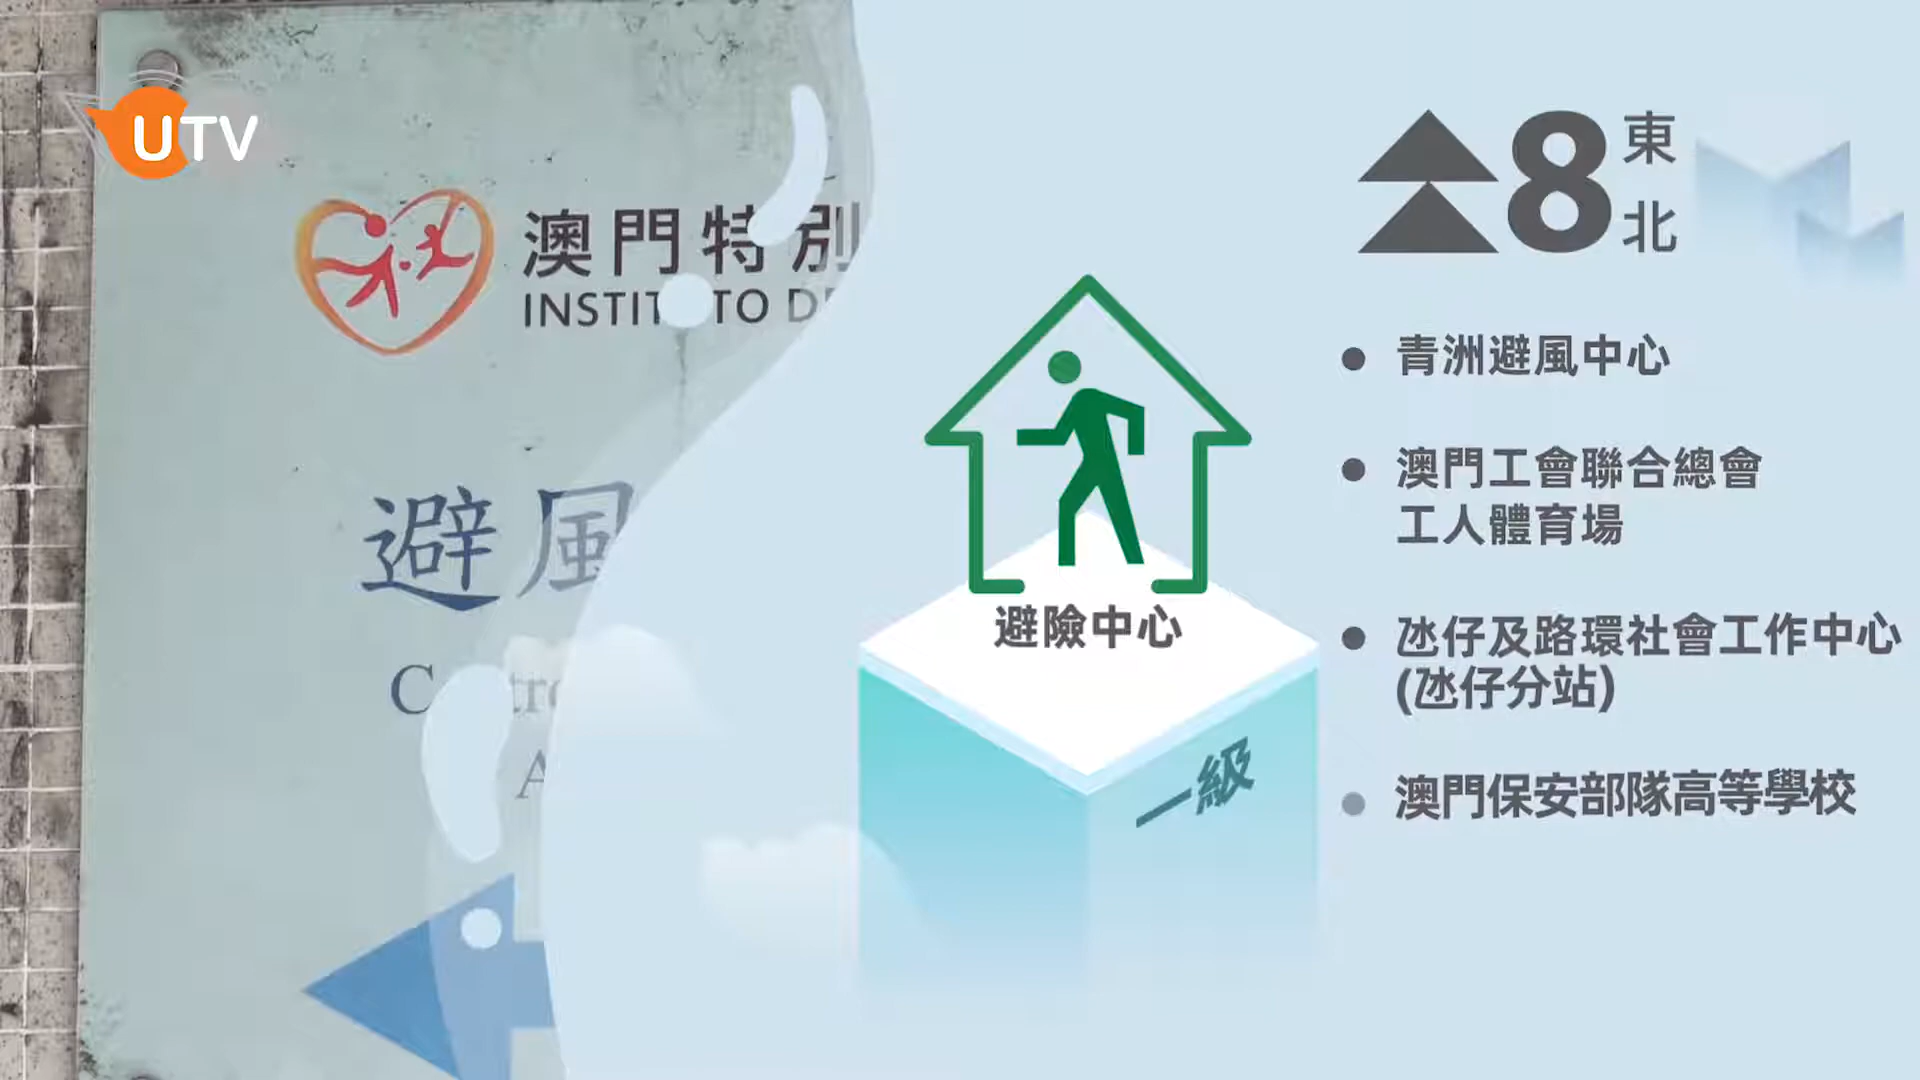 UTV
澳門特別
INSTIT TO D
避風
C tr
A
8
東
北
避險中心
一級
青洲避風中心
澳門工會聯合總會
工人體育場
氹仔及路環社會工作中心
(氹仔分站)
澳門保安部隊高等學校